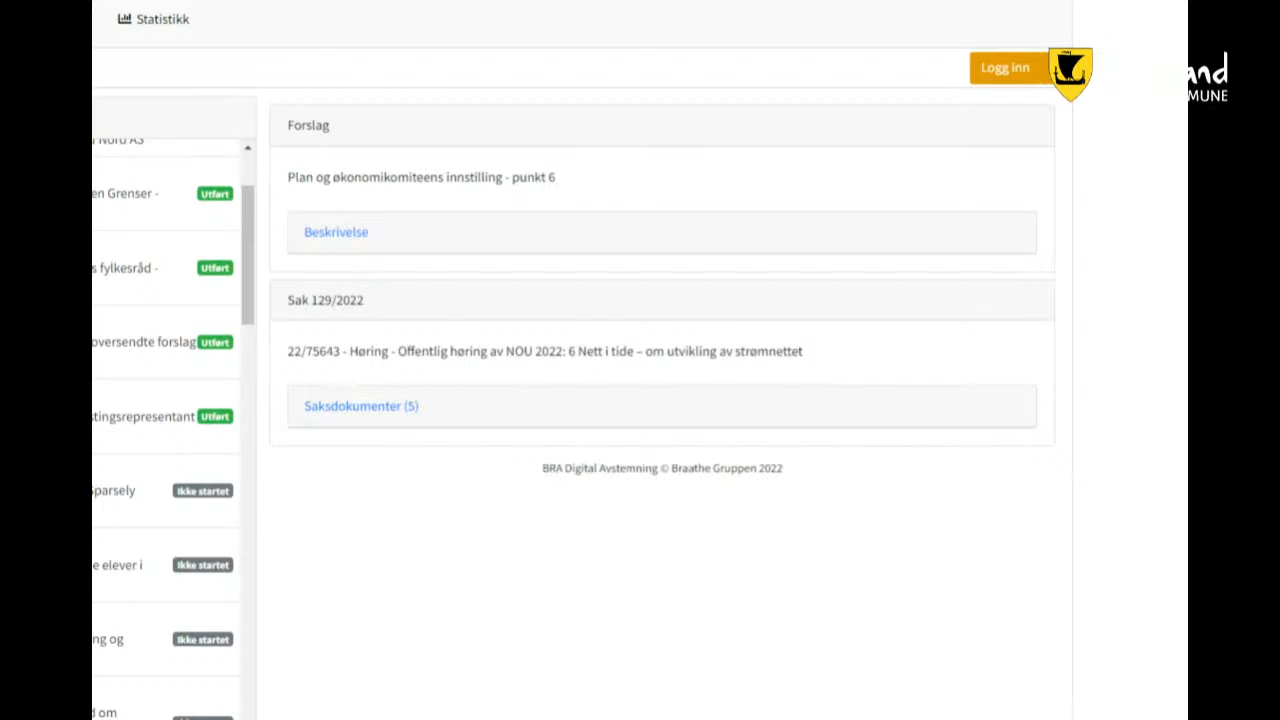 Statistikk
Logg inn
and
MUNE
Forslag
en Grenser -
Utført
Plan og økonomikomiteens innstilling - punkt 6
Beskrivelse
s fylkesråd -
Utført
Sak 129/2022
oversendte forslag
Utført
22/75643 - Høring - Offentlig høring av NOU 2022: 6 Nett i tide – om utvikling av strømnettet
Saksdokumenter (5)
tingsrepresentant
Utført
BRA Digital Avstemning © Braathe Gruppen 2022
parsely
Ikke startet
e elever i
Ikke startet
ng og
Ikke startet
d om